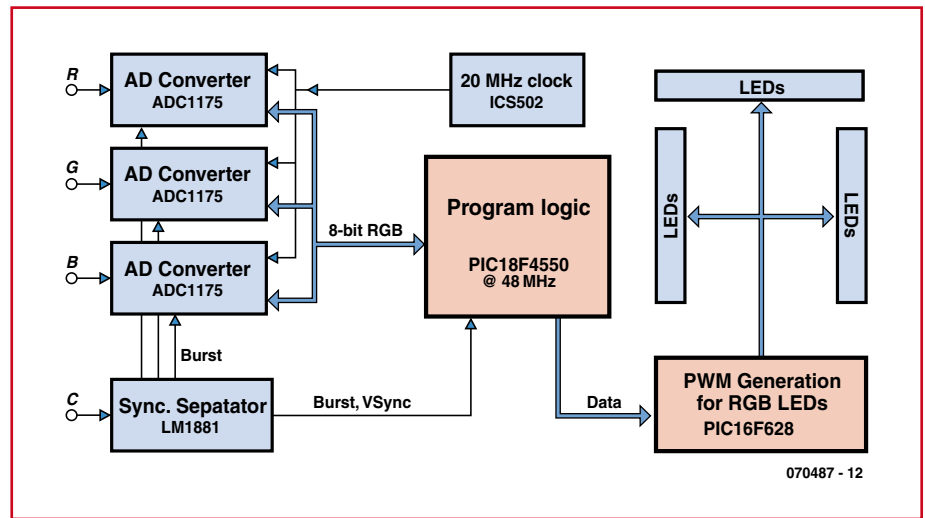 R
AD Converter
ADC1175
G
AD Converter
ADC1175
B
AD Converter
ADC1175
Burst
C
Sync. Sepatator
LM1881
20 MHz clock
ICS502
8-bit RGB
Program logic
PIC18F4550
@ 48 MHz
Burst, VSync
Data
LEDs
LEDs
LEDs
PWM Generation
for RGB LEDs
PIC16F628
070487 - 12